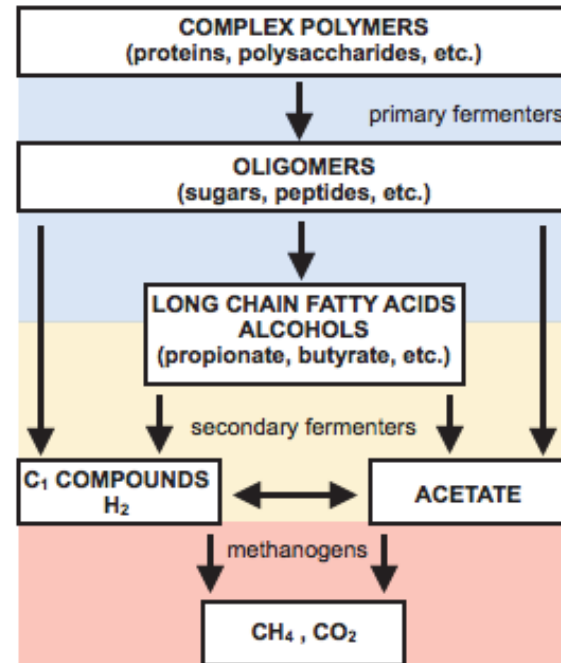 COMPLEX POLYMERS
(proteins, polysaccharides, etc.)
primary fermenters
OLIGOMERS
(sugars, peptides, etc.)
LONG CHAIN FATTY ACIDS
ALCOHOLS
(propionate, butyrate, etc.)
secondary fermenters
C₁ COMPOUNDS
H₂
ACETATE
methanogens
CH₄ , CO₂